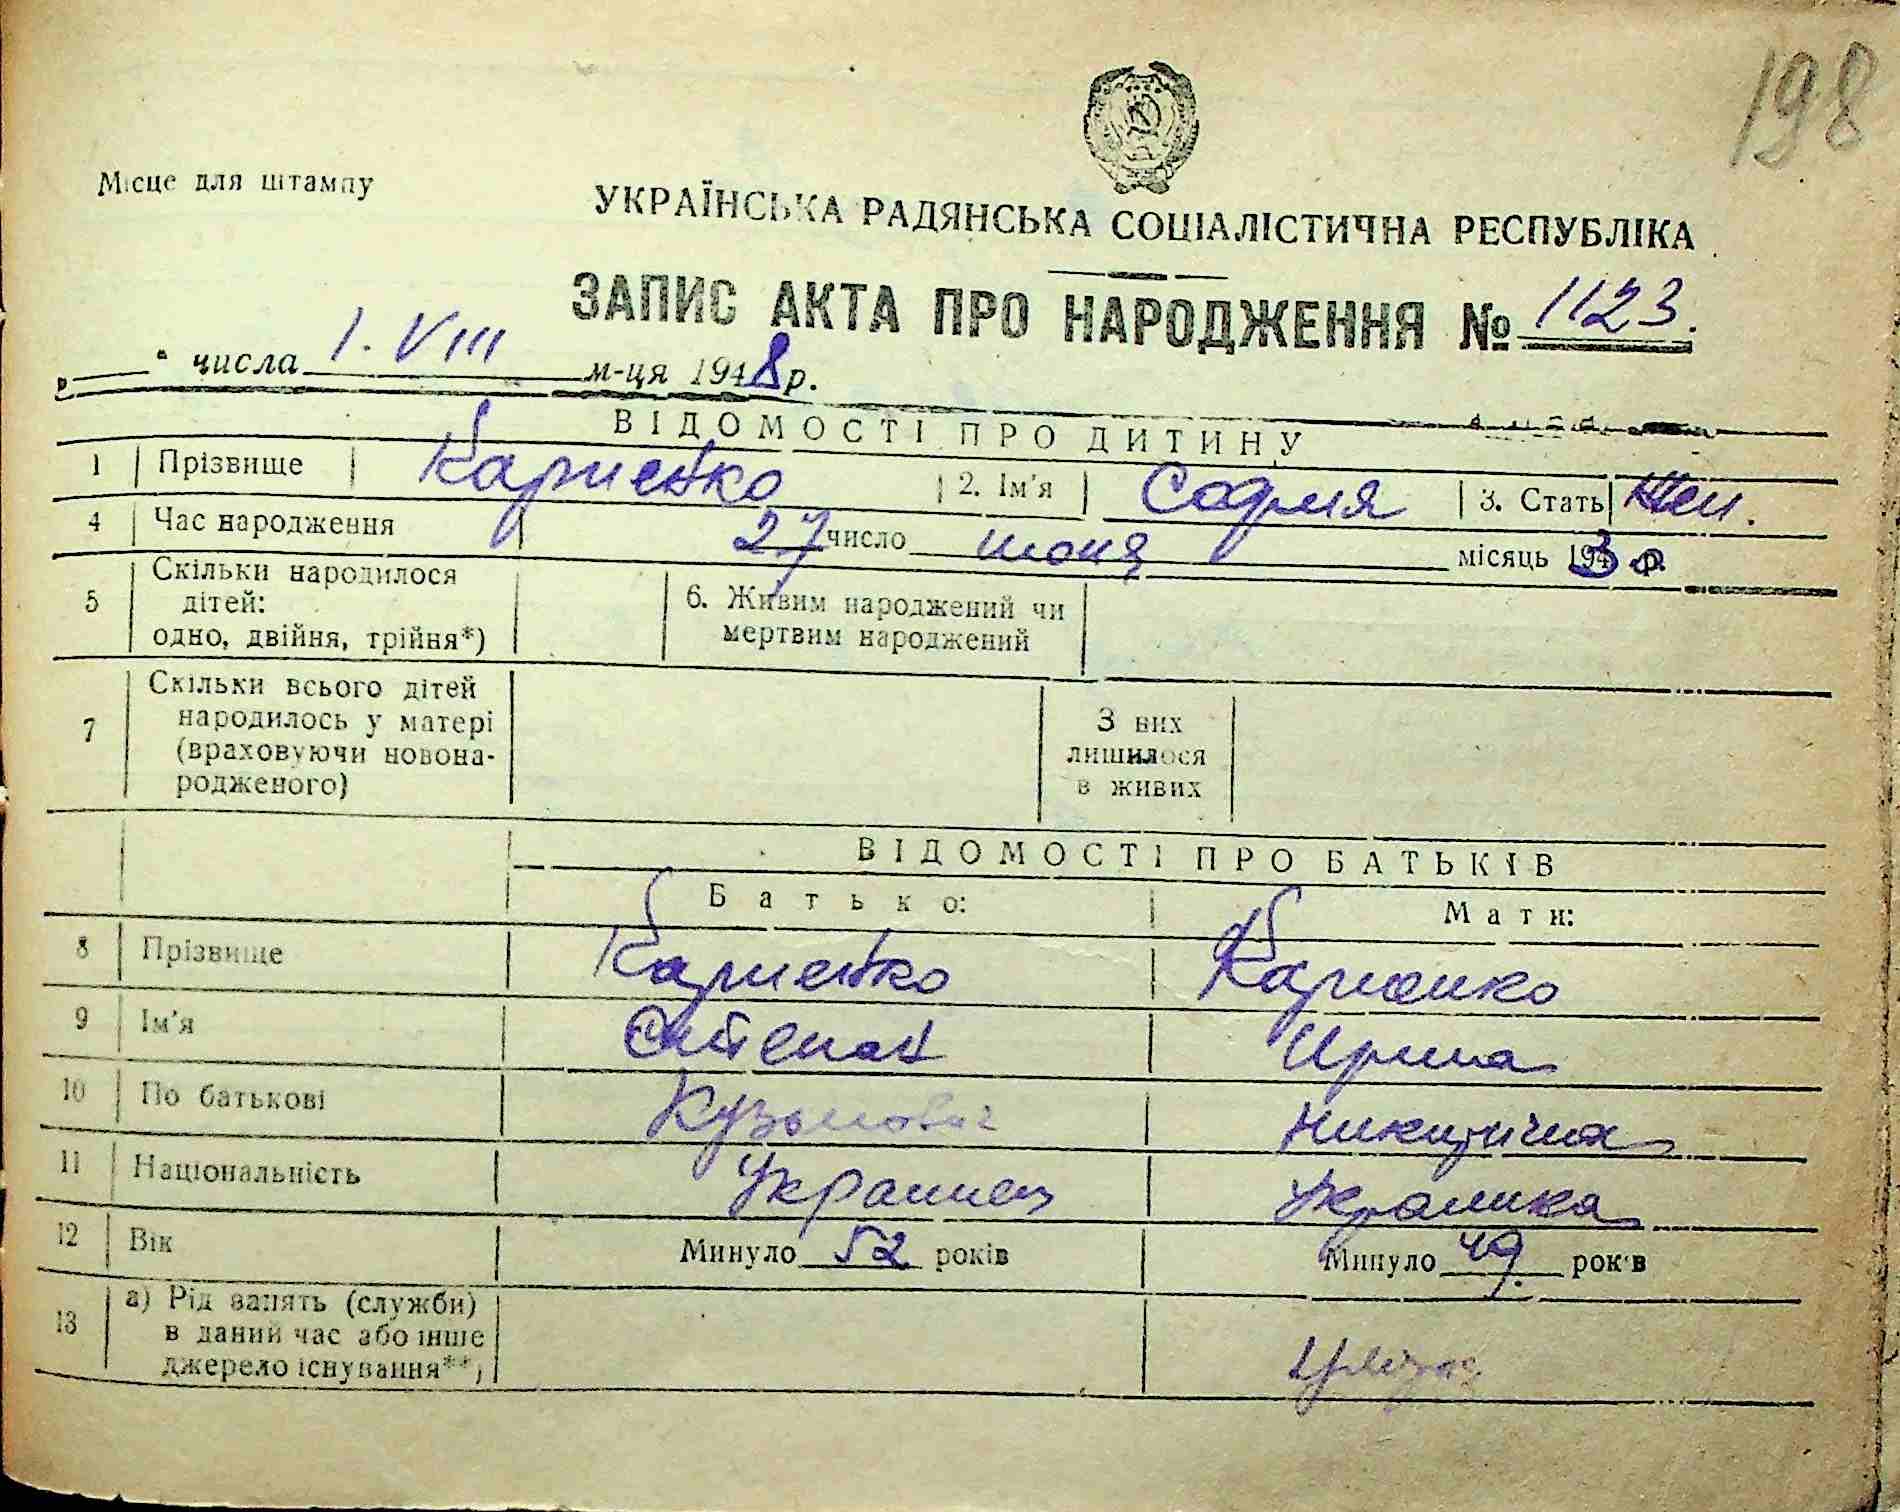 198
Місце для штампу
УКРАЇНСЬКА РАДЯНСЬКА СОЦІАЛІСТИЧНА РЕСПУБЛІКА
ЗАПИС АКТА ПРО НАРОДЖЕННЯ № 1123.
" числа 1. VIII м-ця 1948 р.
ВІДОМОСТІ ПРО ДИТИНУ
1 Прізвище Карпенко 2. Ім'я София 3. Стать Жен.
4 Час народження 27 число июня місяць 193 р.
5 Скільки народилося дітей: одно, двійня, трійня*) 6. Живим народжений чи мертвим народжений
7 Скільки всього дітей народилось у матері (враховуючи новона-родженого) З них лишилося в живих
ВІДОМОСТІ ПРО БАТЬКІВ
Батько: Мати:
8 Прізвище Карпенко Карпенко
9 Ім'я Степан Ирина
10 По батькові Кузьмович Никитична
11 Національність Украинец Украинка
12 Вік Минуло 52 років Минуло 49 років
13 а) Рід занять (служби) в даний час або інше джерело існування**)